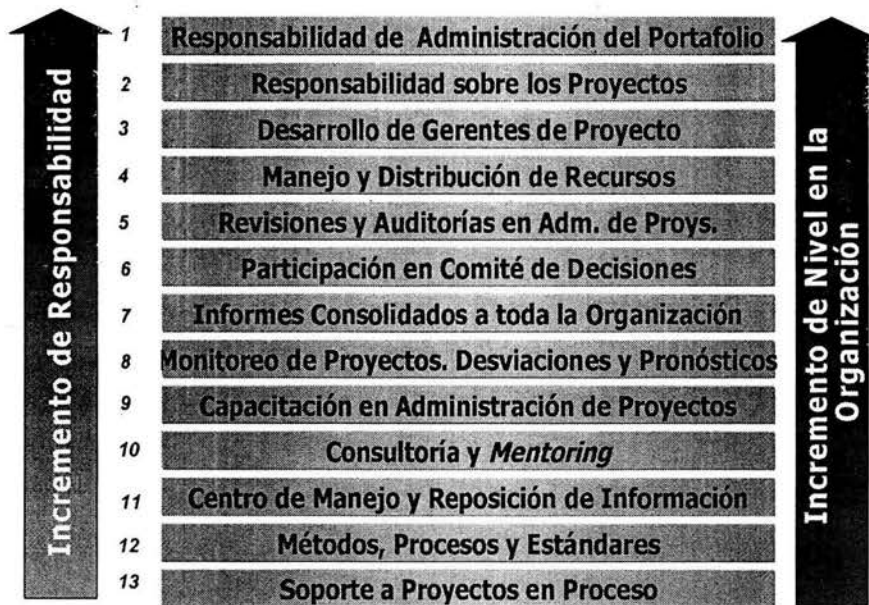 Incremento de Responsabilidad
1 Responsabilidad de Administración del Portafolio
2 Responsabilidad sobre los Proyectos
3 Desarrollo de Gerentes de Proyecto
4 Manejo y Distribución de Recursos
5 Revisiones y Auditorías en Adm. de Proys.
6 Participación en Comité de Decisiones
7 Informes Consolidados a toda la Organización
8 Monitoreo de Proyectos. Desviaciones y Pronósticos
9 Capacitación en Administración de Proyectos
10 Consultoría y Mentoring
11 Centro de Manejo y Reposición de Información
12 Métodos, Procesos y Estándares
13 Soporte a Proyectos en Proceso
Incremento de Nivel en la
Organización